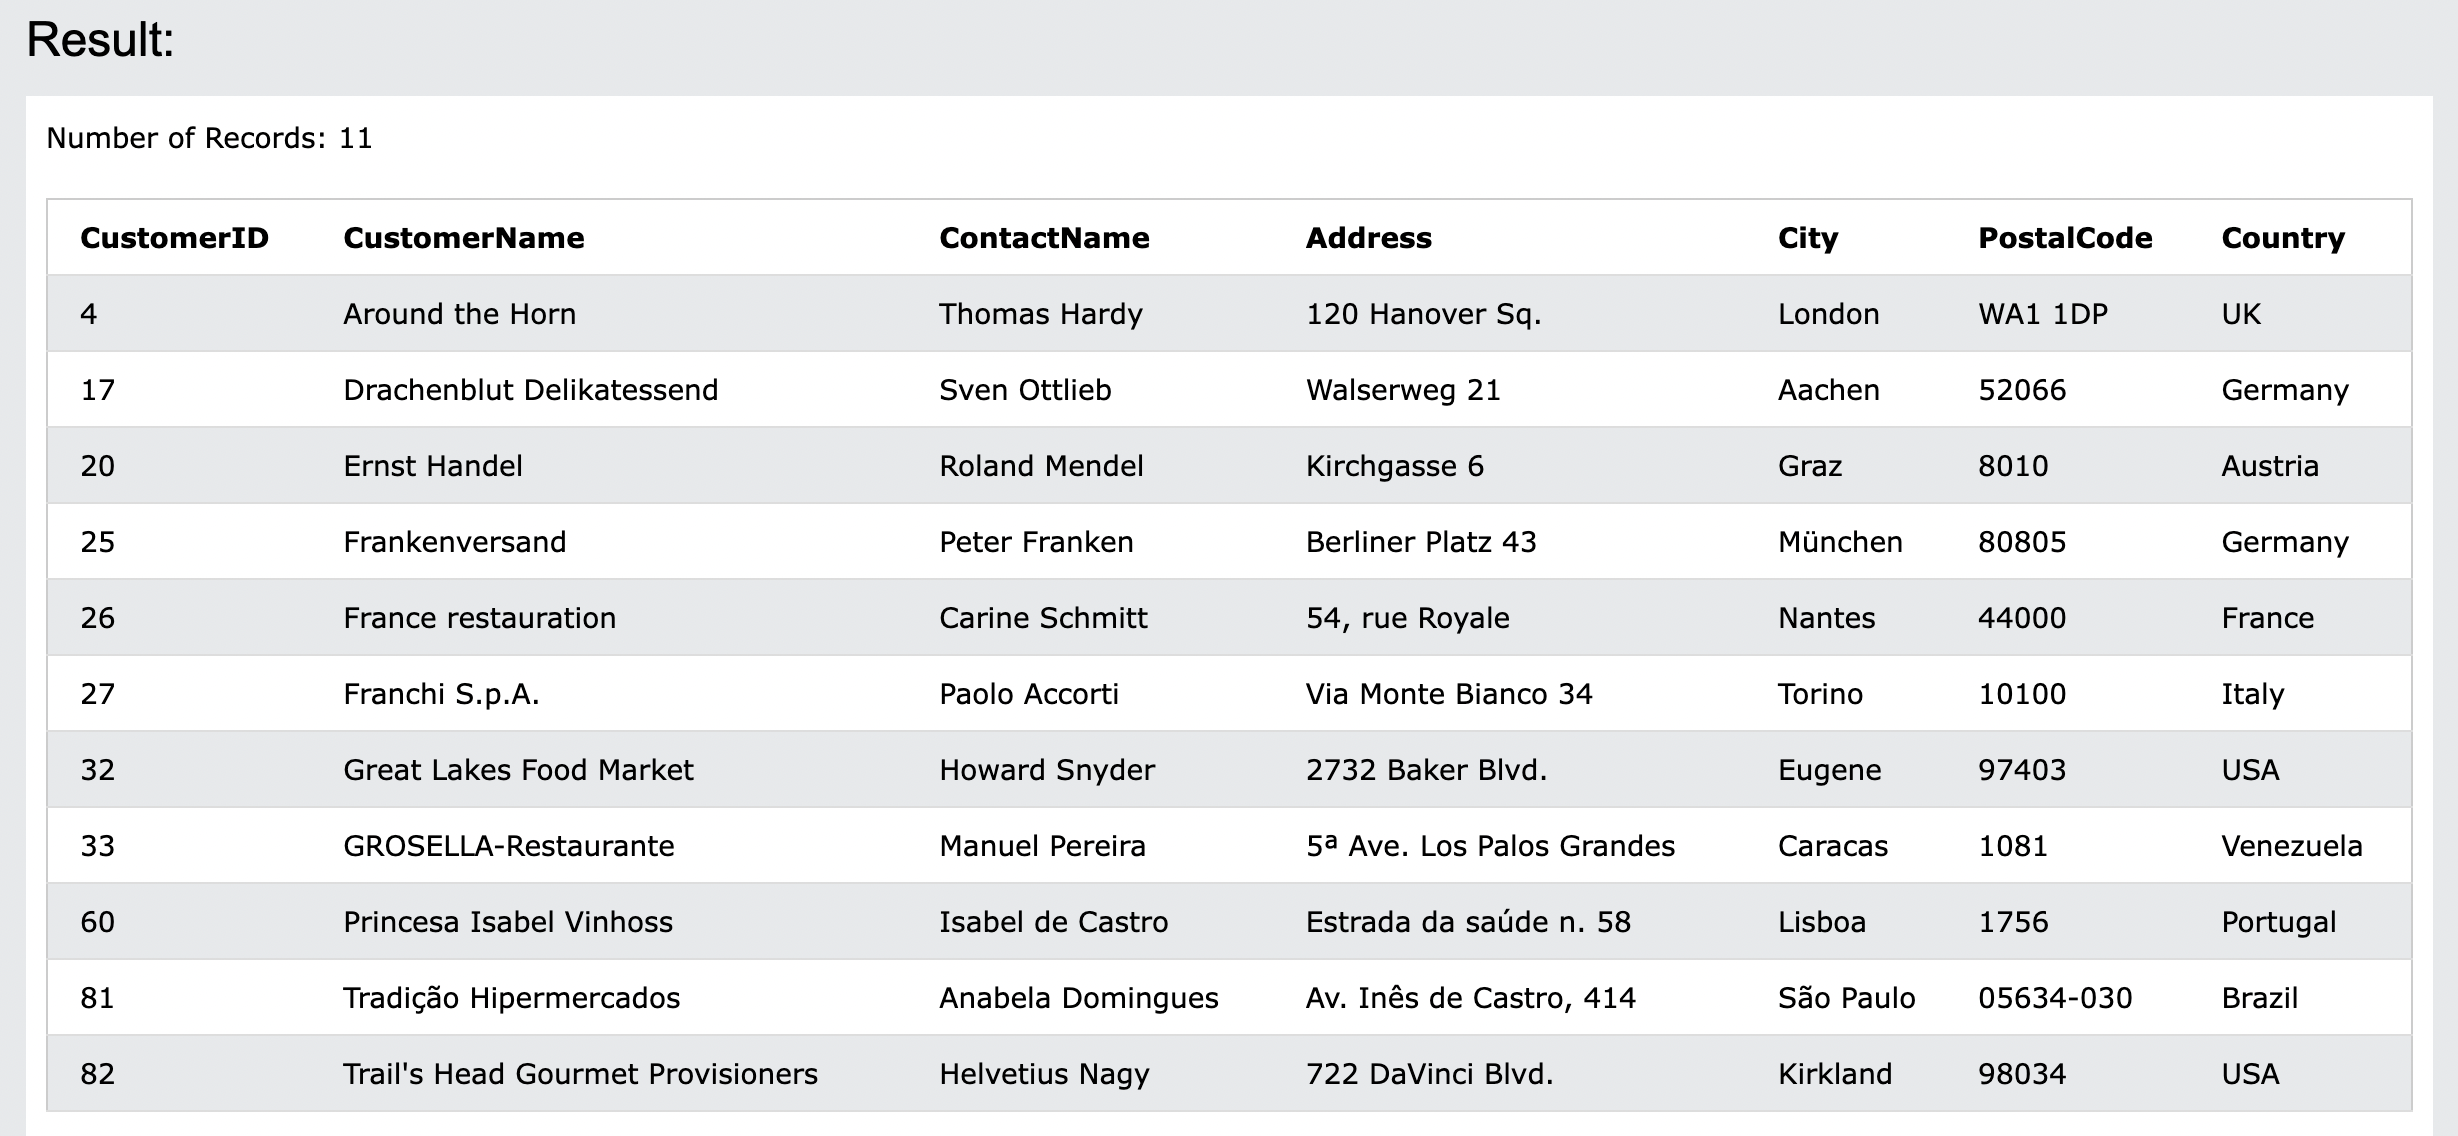 Result:
Number of Records: 11
CustomerID CustomerName ContactName Address City PostalCode Country
4 Around the Horn Thomas Hardy 120 Hanover Sq. London WA1 1DP UK
17 Drachenblut Delikatessend Sven Ottlieb Walserweg 21 Aachen 52066 Germany
20 Ernst Handel Roland Mendel Kirchgasse 6 Graz 8010 Austria
25 Frankenversand Peter Franken Berliner Platz 43 München 80805 Germany
26 France restauration Carine Schmitt 54, rue Royale Nantes 44000 France
27 Franchi S.p.A. Paolo Accorti Via Monte Bianco 34 Torino 10100 Italy
32 Great Lakes Food Market Howard Snyder 2732 Baker Blvd. Eugene 97403 USA
33 GROSELLA-Restaurante Manuel Pereira 5ª Ave. Los Palos Grandes Caracas 1081 Venezuela
60 Princesa Isabel Vinhoss Isabel de Castro Estrada da saúde n. 58 Lisboa 1756 Portugal
81 Tradição Hipermercados Anabela Domingues Av. Inês de Castro, 414 São Paulo 05634-030 Brazil
82 Trail's Head Gourmet Provisioners Helvetius Nagy 722 DaVinci Blvd. Kirkland 98034 USA